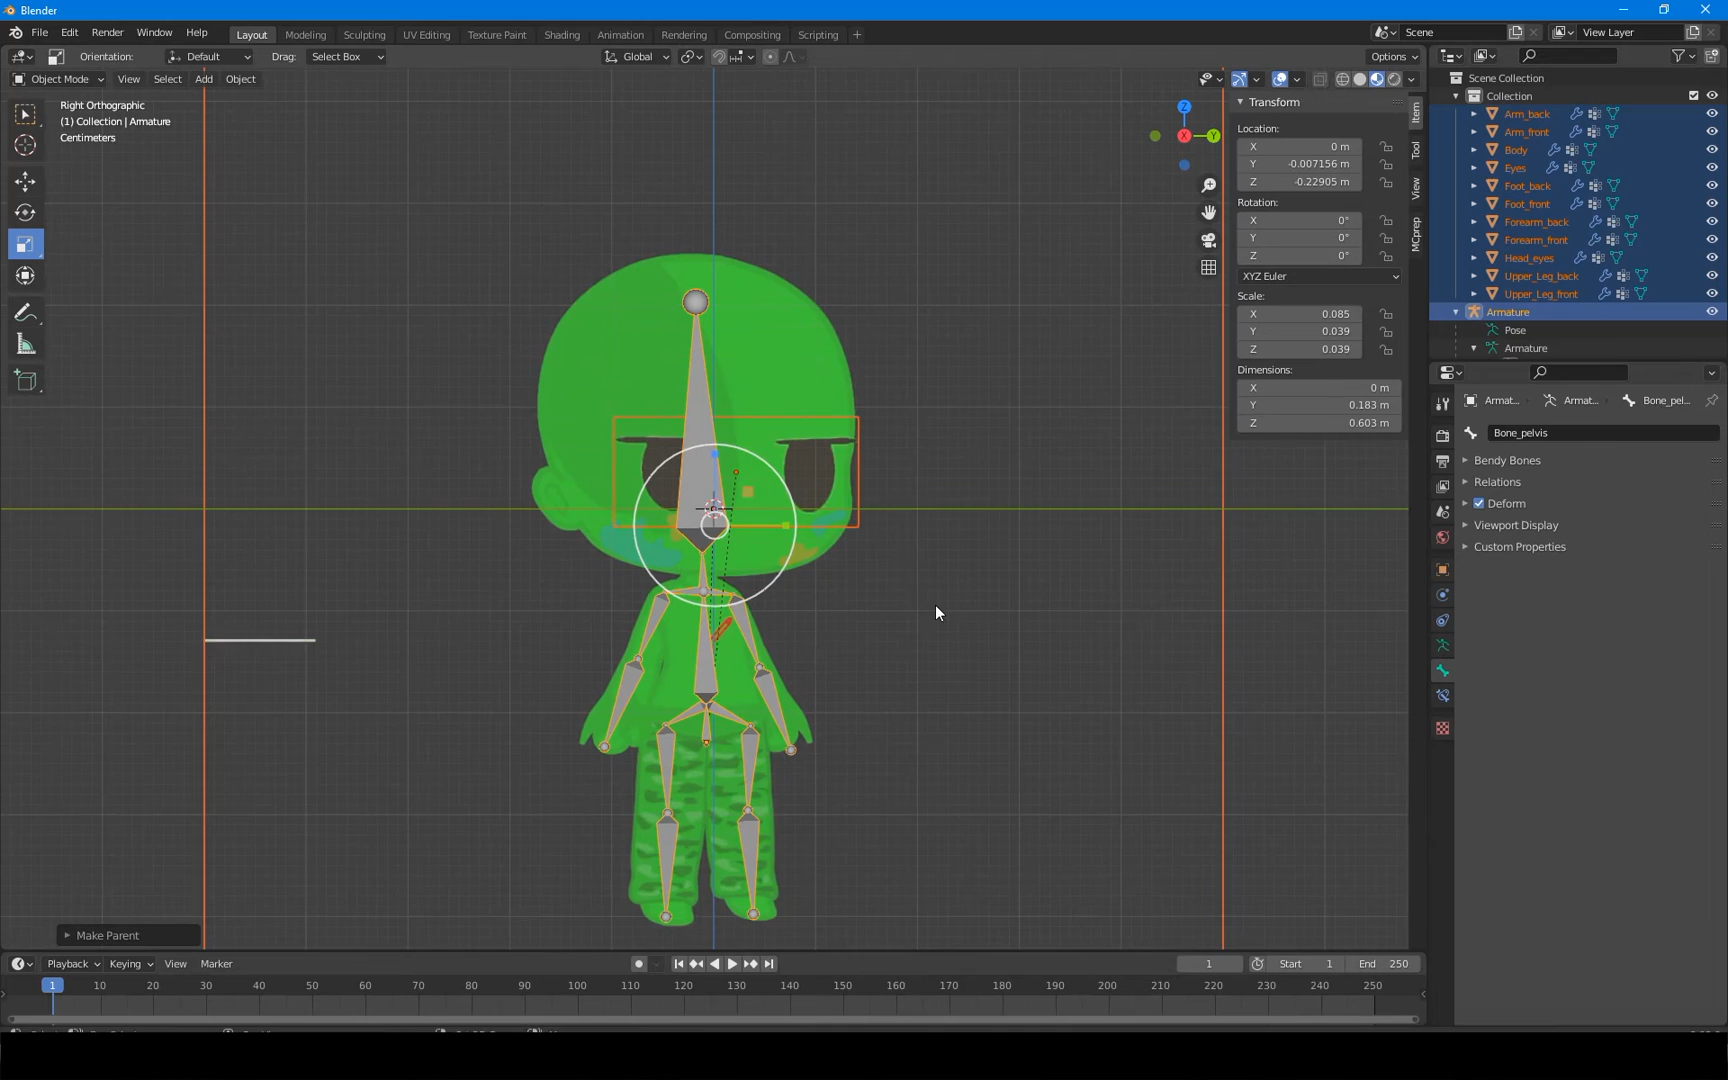 Blender
File Edit Render Window Help
Layout Modeling Sculpting UV Editing Texture Paint Shading Animation Rendering Compositing Scripting +
Scene View Layer
Orientation: Default Drag: Select Box Global Options
Object Mode View Select Add Object
Right Orthographic
(1) Collection | Armature
Centimeters
Z
X
Y
Transform
Location:
X 0 m
Y -0.007156 m
Z -0.22905 m
Rotation:
X 0°
Y 0°
Z 0°
XYZ Euler
Scale:
X 0.085
Y 0.039
Z 0.039
Dimensions:
X 0 m
Y 0.183 m
Z 0.603 m
Item
Tool
View
MCprep
Scene Collection
Collection
Arm_back
Arm_front
Body
Eyes
Foot_back
Foot_front
Forearm_back
Forearm_front
Head_eyes
Upper_Leg_back
Upper_Leg_front
Armature
Pose
Armature
Armat... Armat... Bone_pel...
Bone_pelvis
Bendy Bones
Relations
Deform
Viewport Display
Custom Properties
Make Parent
Playback Keying View Marker 1 Start 1 End 250
1 10 20 30 40 50 60 70 80 90 100 110 120 130 140 150 160 170 180 190 200 210 220 230 240 250